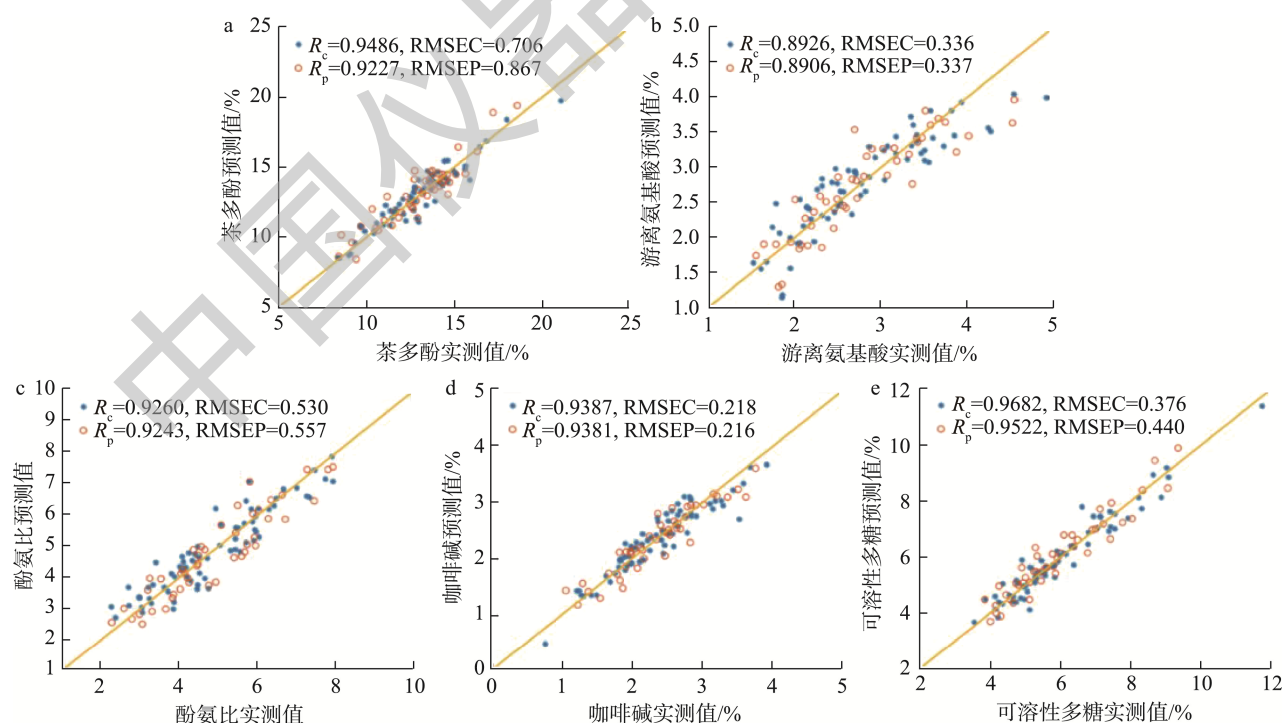 a
25
20
15
10
5
5
10
15
20
25
Rc=0.9486, RMSEC=0.706
Rp=0.9227, RMSEP=0.867
茶多酚预测值/%
茶多酚实测值/%
b
5.0
4.5
4.0
3.5
3.0
2.5
2.0
1.5
1.0
1
2
3
4
5
Rc=0.8926, RMSEC=0.336
Rp=0.8906, RMSEP=0.337
游离氨基酸预测值/%
游离氨基酸实测值/%
c
10
9
8
7
6
5
4
3
2
1
2
4
6
8
10
Rc=0.9260, RMSEC=0.530
Rp=0.9243, RMSEP=0.557
酚氨比预测值
酚氨比实测值
d
5
4
3
2
1
0
0
1
2
3
4
5
Rc=0.9387, RMSEC=0.218
Rp=0.9381, RMSEP=0.216
咖啡碱预测值/%
咖啡碱实测值/%
e
12
10
8
6
4
2
2
4
6
8
10
12
Rc=0.9682, RMSEC=0.376
Rp=0.9522, RMSEP=0.440
可溶性多糖预测值/%
可溶性多糖实测值/%
中国仪器